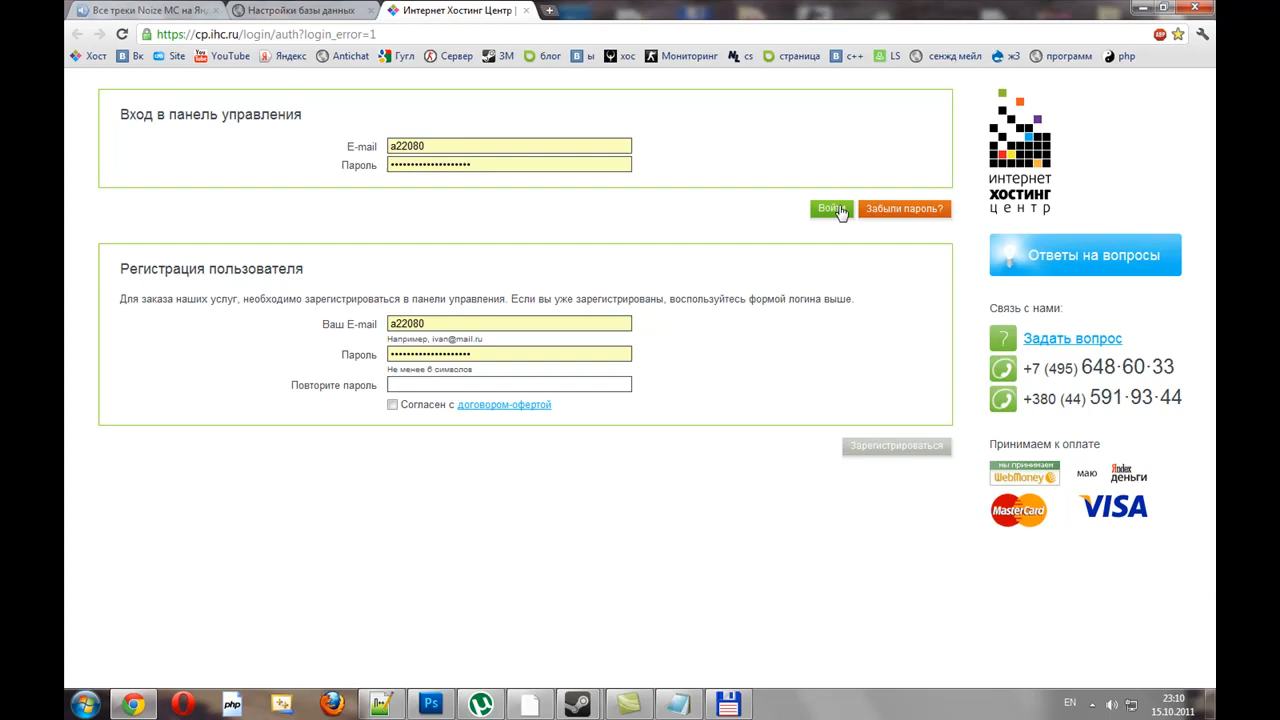 Все треки Noize MC на Ян
Настройки базы данных
Интернет Хостинг Центр |
https://cp.ihc.ru/login/auth?login_error=1
Хост Вк Site YouTube Яндекс Antichat Гугл Сервер ЗМ блог ы хос Мониторинг cs страница c++ LS сенжд мейл ж3 программ php
Вход в панель управления
E-mail a22080
Пароль
Войти Забыли пароль?
Регистрация пользователя
Для заказа наших услуг, необходимо зарегистрироваться в панели управления. Если вы уже зарегистрированы, воспользуйтесь формой логина выше.
Ваш E-mail a22080
Например, ivan@mail.ru
Пароль
Не менее 6 символов
Повторите пароль
Согласен с договором-офертой
Зарегистрироваться
интернет
ХОСТИНГ
центр
Ответы на вопросы
Связь с нами:
Задать вопрос
+7 (495) 648·60·33
+380 (44) 591·93·44
Принимаем к оплате
мы принимаем
WebMoney
маю
Яndex
деньги
MasterCard
VISA
php
Ps
EN
23:10
15.10.2011